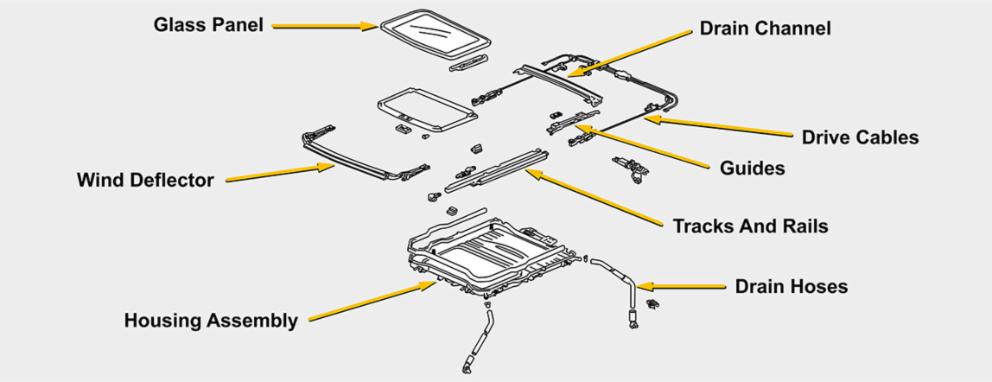 Glass Panel
Drain Channel
Drive Cables
Guides
Wind Deflector
Tracks And Rails
Drain Hoses
Housing Assembly